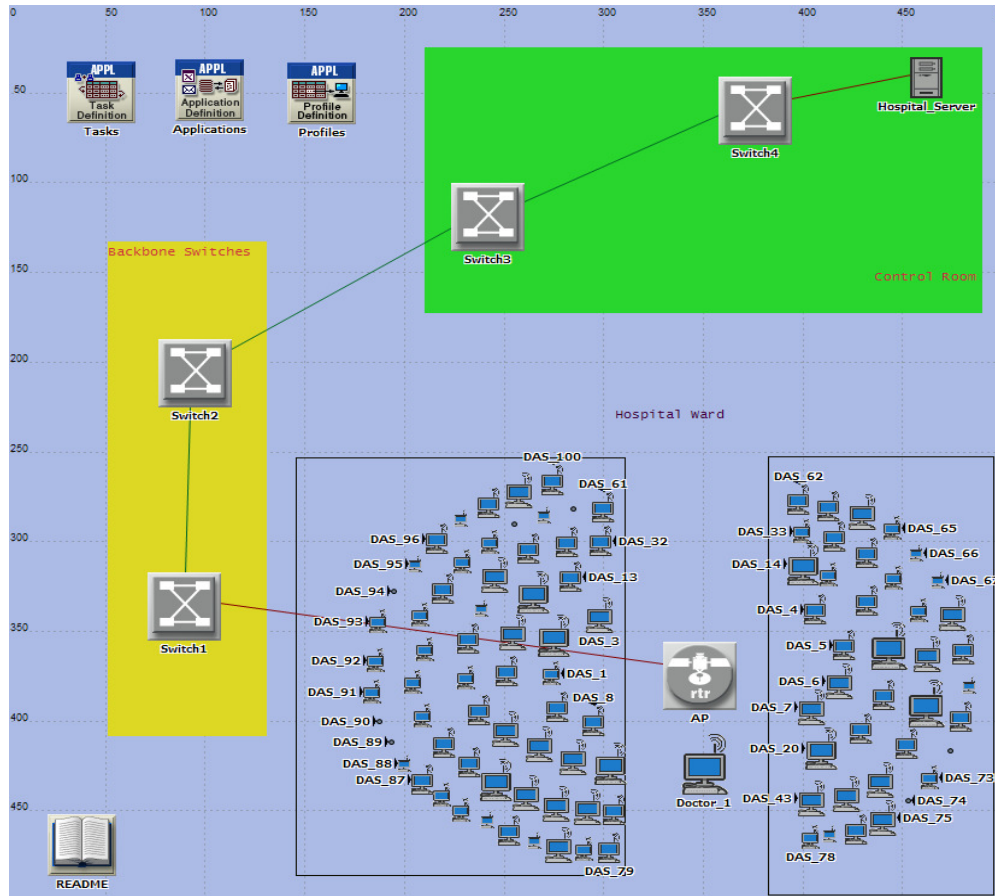 0 50 100 150 200 250 300 350 400 450
50
100
150
200
250
300
350
400
450
APPL
Task
Definition
Tasks
APPL
Application
Definition
Applications
APPL
Profile
Definition
Profiles
Hospital_Server
Switch4
Switch3
Control Room
Backbone Switches
Switch2
Switch1
Hospital Ward
DAS_100
DAS_61
DAS_96
DAS_32
DAS_95
DAS_13
DAS_94
DAS_93
DAS_3
DAS_92
DAS_1
DAS_91
DAS_8
DAS_90
DAS_89
DAS_88
DAS_87
DAS_79
rtr
AP
Doctor_1
DAS_62
DAS_33
DAS_65
DAS_66
DAS_14
DAS_67
DAS_4
DAS_5
DAS_6
DAS_7
DAS_20
DAS_73
DAS_43
DAS_74
DAS_75
DAS_78
README